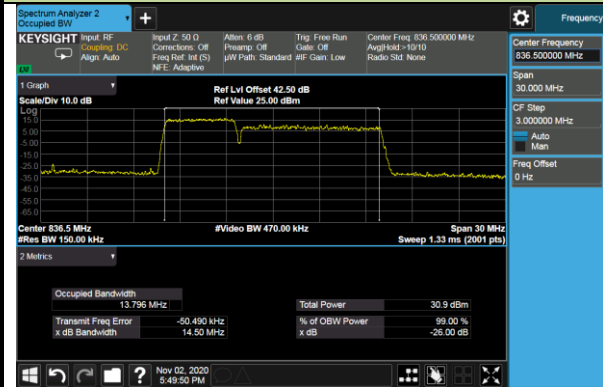 Spectrum Analyzer 2
Occupied BW
+
Frequency
KEYSIGHT
Input: RF
Coupling: DC
Align: Auto
Input Z: 50 Ω
Corrections: Off
Freq Ref: Int (S)
NFE: Adaptive
Atten: 6 dB
Preamp: Off
µW Path: Standard
Trig: Free Run
Gate: Off
#IF Gain: Low
Center Freq: 836.500000 MHz
Avg|Hold:>10/10
Radio Std: None
Center Frequency
836.500000 MHz
Span
30.000 MHz
CF Step
3.000000 MHz
Auto
Man
Freq Offset
0 Hz
1 Graph
Scale/Div 10.0 dB
Ref Lvl Offset 42.50 dB
Ref Value 25.00 dBm
Log
15.0
5.00
-5.00
-15.0
-25.0
-35.0
-45.0
-55.0
-65.0
Center 836.5 MHz
#Res BW 150.00 kHz
#Video BW 470.00 kHz
Span 30 MHz
Sweep 1.33 ms (2001 pts)
2 Metrics
Occupied Bandwidth
13.796 MHz
Total Power
30.9 dBm
Transmit Freq Error
-50.490 kHz
% of OBW Power
99.00 %
x dB Bandwidth
14.50 MHz
x dB
-26.00 dB
?
Nov 02, 2020
5:49:50 PM